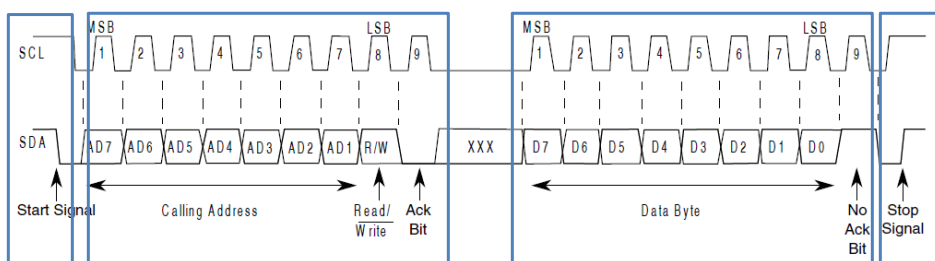 MSB LSB MSB LSB
SCL 1 2 3 4 5 6 7 8 9 1 2 3 4 5 6 7 8 9
SDA AD7 AD6 AD5 AD4 AD3 AD2 AD1 R/W XXX D7 D6 D5 D4 D3 D2 D1 D0
Start Signal Calling Address Read/ Ack Data Byte No Stop
Write Bit Ack Signal
Bit